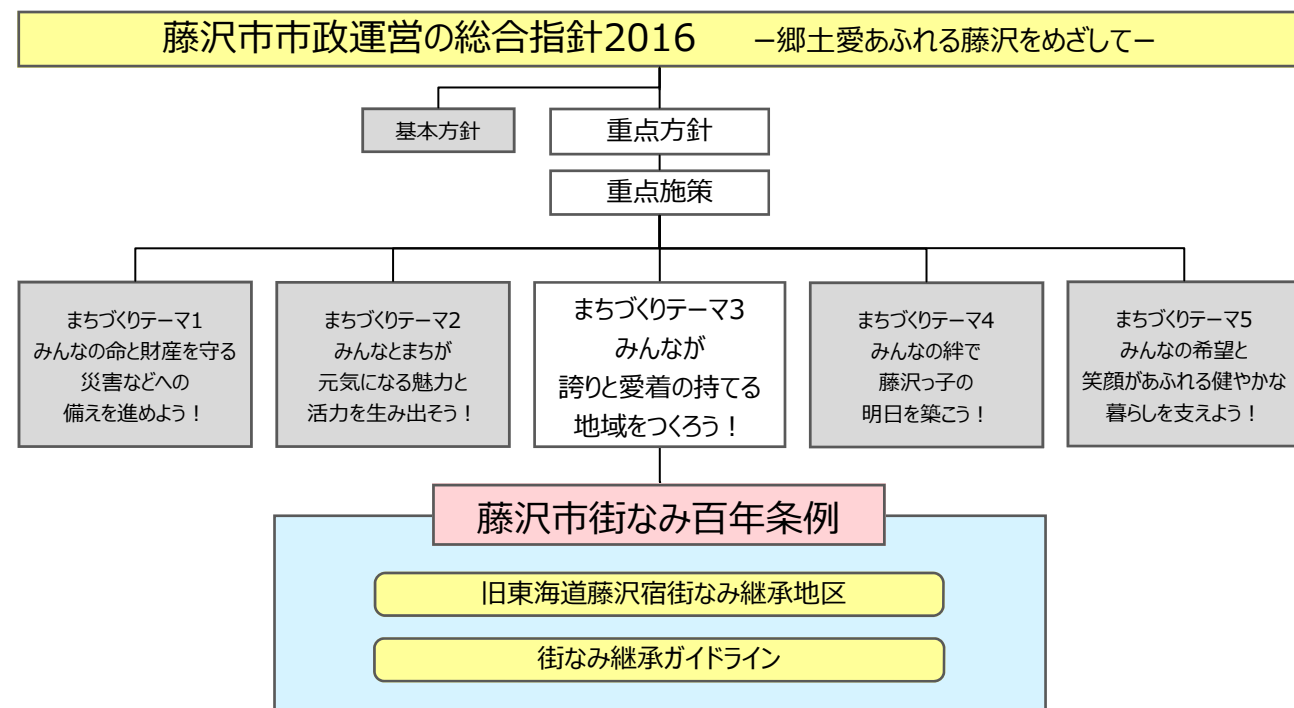 藤沢市市政運営の総合指針2016 －郷土愛あふれる藤沢をめざして－
基本方針
重点方針
重点施策
まちづくりテーマ1
みんなの命と財産を守る
災害などへの
備えを進めよう！
まちづくりテーマ2
みんなとまちが
元気になる魅力と
活力を生み出そう！
まちづくりテーマ3
みんなが
誇りと愛着の持てる
地域をつくろう！
まちづくりテーマ4
みんなの絆で
藤沢っ子の
明日を築こう！
まちづくりテーマ5
みんなの希望と
笑顔があふれる健やかな
暮らしを支えよう！
藤沢市街なみ百年条例
旧東海道藤沢宿街なみ継承地区
街なみ継承ガイドライン